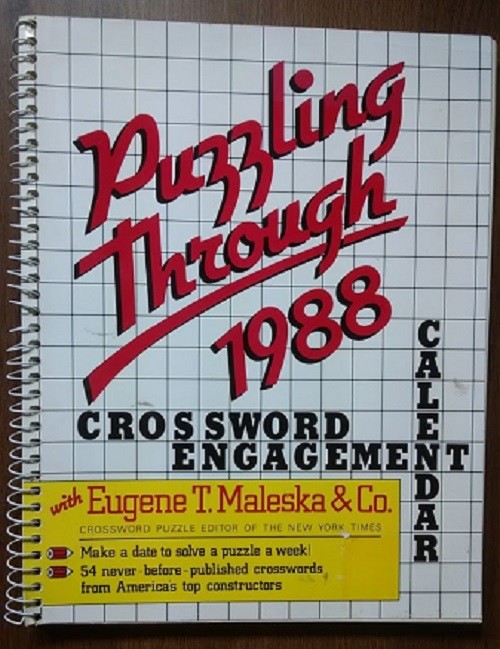 Puzzling
Through
1988
CROSSWORD
ENGAGEMENT
CALENDAR
with Eugene T. Maleska & Co.
CROSSWORD PUZZLE EDITOR OF THE NEW YORK TIMES
Make a date to solve a puzzle a week!
54 never-before-published crosswords
from America's top constructors